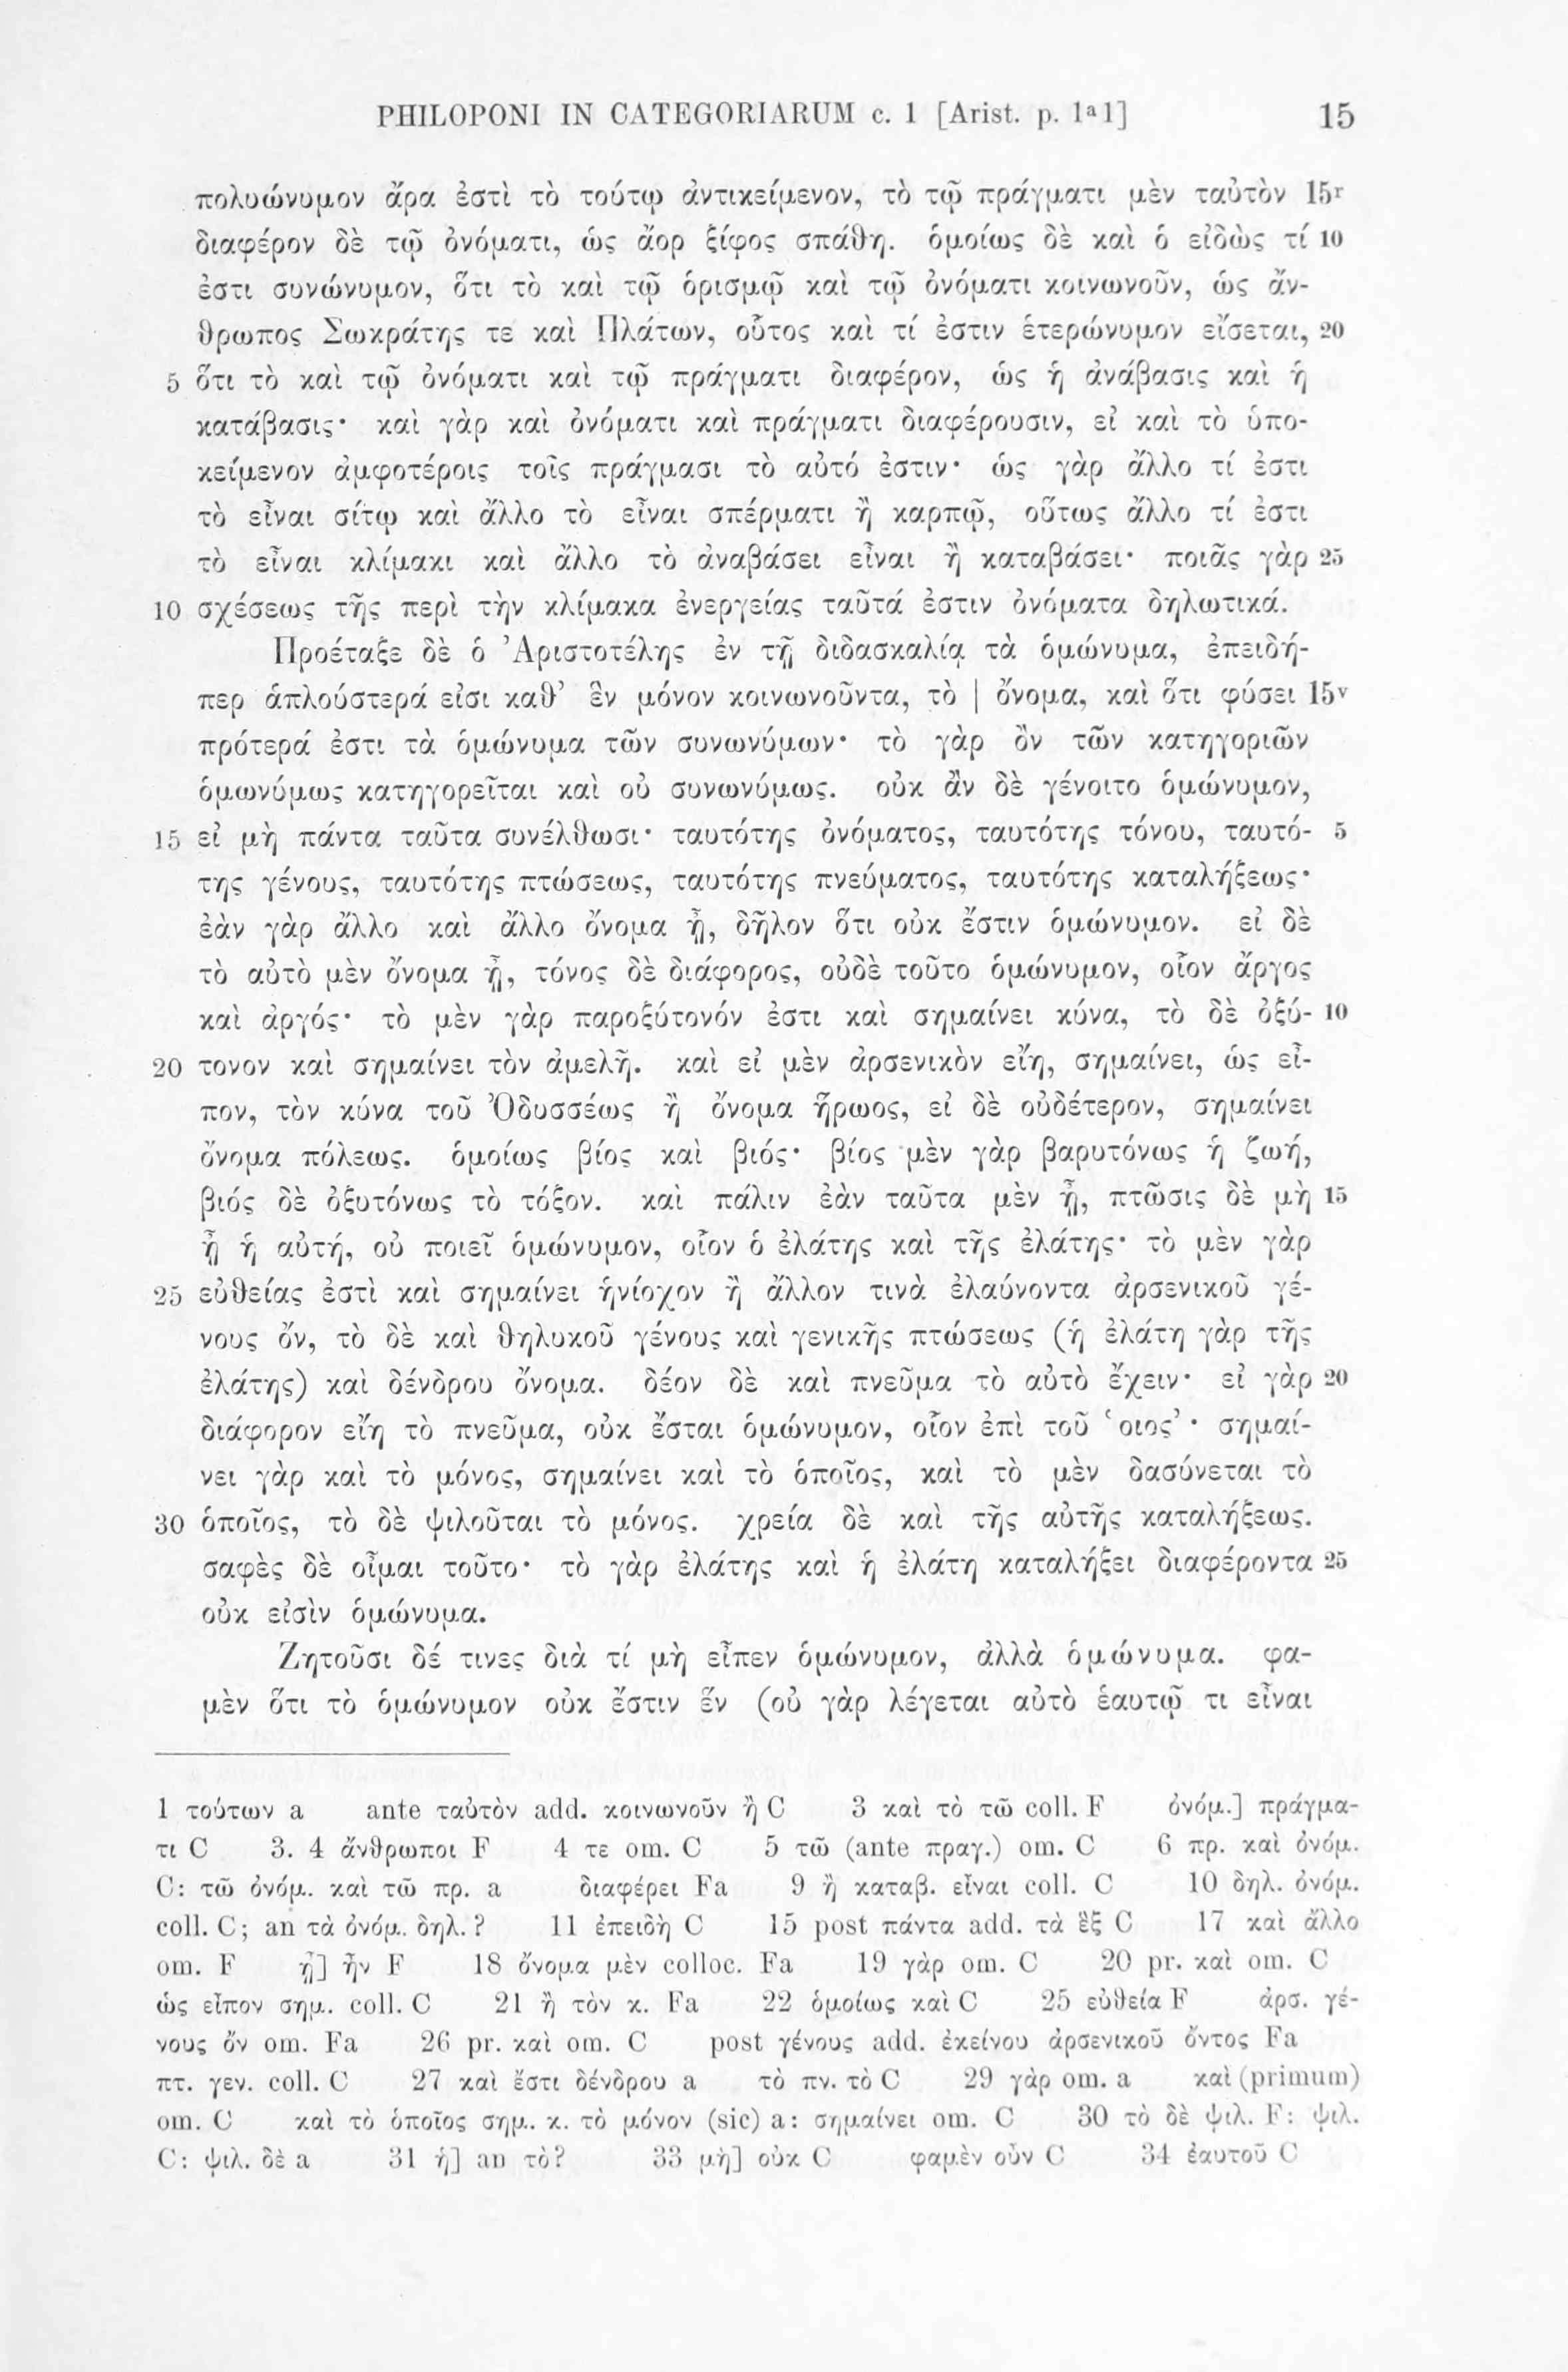 PHILOPONI IN CATEGORIARUM c. 1 [Arist. p. 1ᵃ1] 15
πολυώνυμον ἄρα ἐστὶ τὸ τούτῳ ἀντικείμενον, τὸ τῷ πράγματι μὲν ταὐτὸν 15ʳ
διαφέρον δὲ τῷ ὀνόματι, ὡς ἄορ ξίφος σπάθη. ὁμοίως δὲ καὶ ὁ εἰδὼς τί 10
ἐστι συνώνυμον, ὅτι τὸ καὶ τῷ ὁρισμῷ καὶ τῷ ὀνόματι κοινωνοῦν, ὡς ἄν-
θρωπος Σωκράτης τε καὶ Πλάτων, οὗτος καὶ τί ἐστιν ἑτερώνυμον εἴσεται, 20
5 ὅτι τὸ καὶ τῷ ὀνόματι καὶ τῷ πράγματι διαφέρον, ὡς ἡ ἀνάβασις καὶ ἡ
κατάβασις· καὶ γὰρ καὶ ὀνόματι καὶ πράγματι διαφέρουσιν, εἰ καὶ τὸ ὑπο-
κείμενον ἀμφοτέροις τοῖς πράγμασι τὸ αὐτό ἐστιν· ὡς γὰρ ἄλλο τί ἐστι
τὸ εἶναι σίτῳ καὶ ἄλλο τὸ εἶναι σπέρματι ἢ καρπῷ, οὕτως ἄλλο τί ἐστι
τὸ εἶναι κλίμακι καὶ ἄλλο τὸ ἀναβάσει εἶναι ἢ καταβάσει· ποιᾶς γὰρ 25
10 σχέσεως τῆς περὶ τὴν κλίμακα ἐνεργείας ταῦτά ἐστιν ὀνόματα δηλωτικά.
Προέταξε δὲ ὁ Ἀριστοτέλης ἐν τῇ διδασκαλίᾳ τὰ ὁμώνυμα, ἐπειδή-
περ ἁπλούστερά εἰσι καθ’ ἓν μόνον κοινωνοῦντα, τὸ | ὄνομα, καὶ ὅτι φύσει 15ᵛ
πρότερά ἐστι τὰ ὁμώνυμα τῶν συνωνύμων· τὸ γὰρ ὂν τῶν κατηγοριῶν
ὁμωνύμως κατηγορεῖται καὶ οὐ συνωνύμως. οὐκ ἂν δὲ γένοιτο ὁμώνυμον,
15 εἰ μὴ πάντα ταῦτα συνέλθωσι· ταυτότης ὀνόματος, ταυτότης τόνου, ταυτό- 5
της γένους, ταυτότης πτώσεως, ταυτότης πνεύματος, ταυτότης καταλήξεως·
ἐὰν γὰρ ἄλλο καὶ ἄλλο ὄνομα ᾖ, δῆλον ὅτι οὐκ ἔστιν ὁμώνυμον. εἰ δὲ
τὸ αὐτὸ μὲν ὄνομα ᾖ, τόνος δὲ διάφορος, οὐδὲ τοῦτο ὁμώνυμον, οἷον ἄργος
καὶ ἀργός· τὸ μὲν γὰρ παροξύτονόν ἐστι καὶ σημαίνει κύνα, τὸ δὲ ὀξύ- 10
20 τονον καὶ σημαίνει τὸν ἀμελῆ. καὶ εἰ μὲν ἀρσενικὸν εἴη, σημαίνει, ὡς εἶ-
πον, τὸν κύνα τοῦ Ὀδυσσέως ἢ ὄνομα ἥρωος, εἰ δὲ οὐδέτερον, σημαίνει
ὄνομα πόλεως. ὁμοίως βίος καὶ βιός· βίος μὲν γὰρ βαρυτόνως ἡ ζωή,
βιός δὲ ὀξυτόνως τὸ τόξον. καὶ πάλιν ἐὰν ταῦτα μὲν ᾖ, πτῶσις δὲ μὴ 15
ᾖ ἡ αὐτή, οὐ ποιεῖ ὁμώνυμον, οἷον ὁ ἐλάτης καὶ τῆς ἐλάτης· τὸ μὲν γὰρ
25 εὐθείας ἐστὶ καὶ σημαίνει ἡνίοχον ἢ ἄλλον τινὰ ἐλαύνοντα ἀρσενικοῦ γέ-
νους ὄν, τὸ δὲ καὶ θηλυκοῦ γένους καὶ γενικῆς πτώσεως (ἡ ἐλάτη γὰρ τῆς
ἐλάτης) καὶ δένδρου ὄνομα. δέον δὲ καὶ πνεῦμα τὸ αὐτὸ ἔχειν· εἰ γὰρ 20
διάφορον εἴη τὸ πνεῦμα, οὐκ ἔσται ὁμώνυμον, οἷον ἐπὶ τοῦ ‘οιος’· σημαί-
νει γὰρ καὶ τὸ μόνος, σημαίνει καὶ τὸ ὁποῖος, καὶ τὸ μὲν δασύνεται τὸ
30 ὁποῖος, τὸ δὲ ψιλοῦται τὸ μόνος. χρεία δὲ καὶ τῆς αὐτῆς καταλήξεως.
σαφὲς δὲ οἶμαι τοῦτο· τὸ γὰρ ἐλάτης καὶ ἡ ἐλάτη καταλήξει διαφέροντα 25
οὐκ εἰσὶν ὁμώνυμα.
Ζητοῦσι δέ τινες διὰ τί μὴ εἶπεν ὁμώνυμον, ἀλλὰ ὁμώνυμα. φα-
μὲν ὅτι τὸ ὁμώνυμον οὐκ ἔστιν ἕν (οὐ γὰρ λέγεται αὐτὸ ἑαυτῷ τι εἶναι
1 τούτων a ante ταὐτὸν add. κοινωνοῦν ἢ C 3 καὶ τὸ τῶ coll. F ὀνόμ.] πράγμα-
τι C 3. 4 ἄνθρωποι F 4 τε om. C 5 τῶ (ante πραγ.) om. C 6 πρ. καὶ ὀνόμ.
C: τῶ ὀνόμ. καὶ τῶ πρ. a διαφέρει Fa 9 ἢ καταβ. εἶναι coll. C 10 δηλ. ὀνόμ.
coll. C; an τὰ ὀνόμ. δηλ.? 11 ἐπειδὴ C 15 post πάντα add. τὰ ἓξ C 17 καὶ ἄλλο
om. F ᾖ] ἦν F 18 ὄνομα μὲν colloc. Fa 19 γὰρ om. C 20 pr. καὶ om. C
ὡς εἶπον σημ. coll. C 21 ἢ τὸν κ. Fa 22 ὁμοίως καὶ C 25 εὐθεία F ἀρσ. γέ-
νους ὄν om. Fa 26 pr. καὶ om. C post γένους add. ἐκείνου ἀρσενικοῦ ὄντος Fa
πτ. γεν. coll. C 27 καὶ ἔστι δένδρου a τὸ πν. τὸ C 29 γὰρ om. a καὶ (primum)
om. C καὶ τὸ ὁποῖος σημ. κ. τὸ μόνον (sic) a: σημαίνει om. C 30 τὸ δὲ ψιλ. F: ψιλ.
C: ψιλ. δὲ a 31 ἡ] an τὸ? 33 μὴ] οὐκ C φαμὲν οὖν C 34 ἑαυτοῦ C